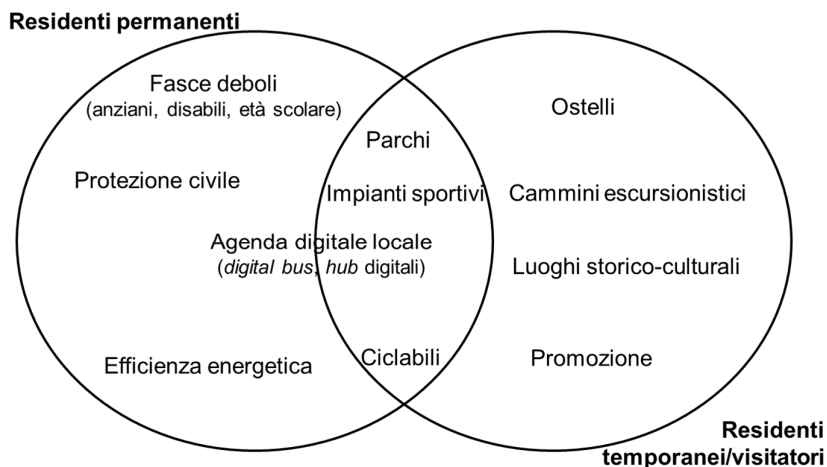 Residenti permanenti
Fasce deboli
(anziani, disabili, età scolare)
Protezione civile
Agenda digitale locale
(digital bus, hub digitali)
Efficienza energetica
Parchi
Impianti sportivi
Ciclabili
Ostelli
Cammini escursionistici
Luoghi storico-culturali
Promozione
Residenti
temporanei/visitatori